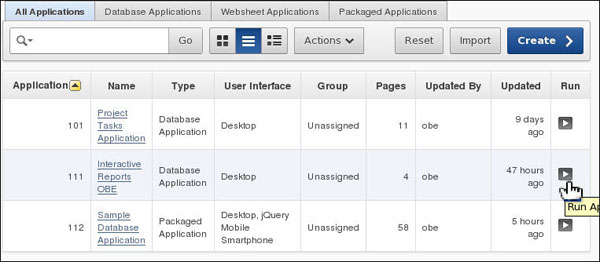 All Applications Database Applications Websheet Applications Packaged Applications
Go Actions Reset Import Create
Application Name Type User Interface Group Pages Updated By Updated Run
101 Project Tasks Application Database Application Desktop Unassigned 11 obe 9 days ago
111 Interactive Reports OBE Database Application Desktop Unassigned 4 obe 47 hours ago
112 Sample Database Application Packaged Application Desktop, jQuery Mobile Smartphone Unassigned 58 obe 5 hours ago
Run Ap